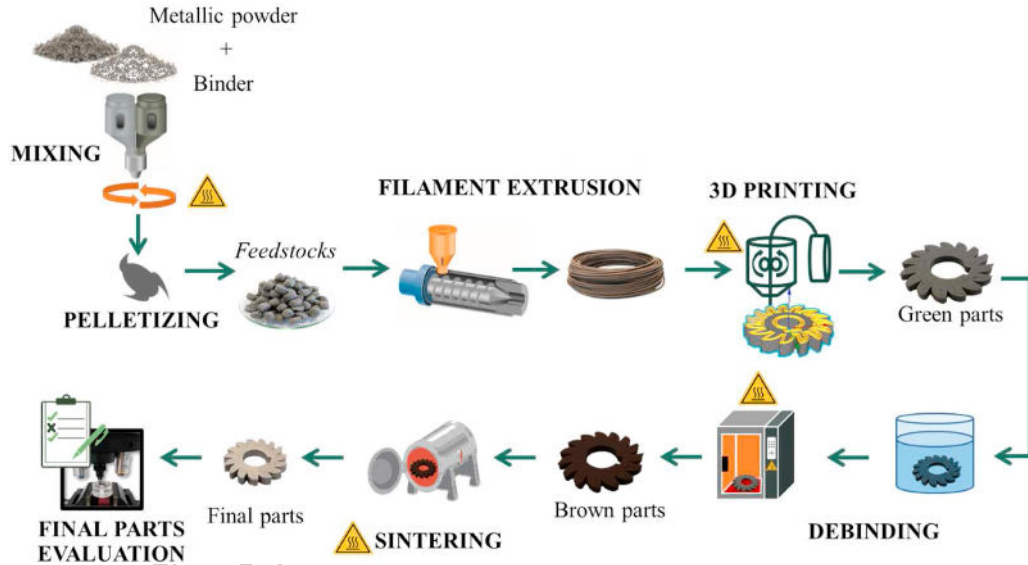 Metallic powder
+
Binder
MIXING
FILAMENT EXTRUSION
3D PRINTING
Feedstocks
PELLETIZING
Green parts
Final parts
Brown parts
FINAL PARTS
EVALUATION
SINTERING
DEBINDING